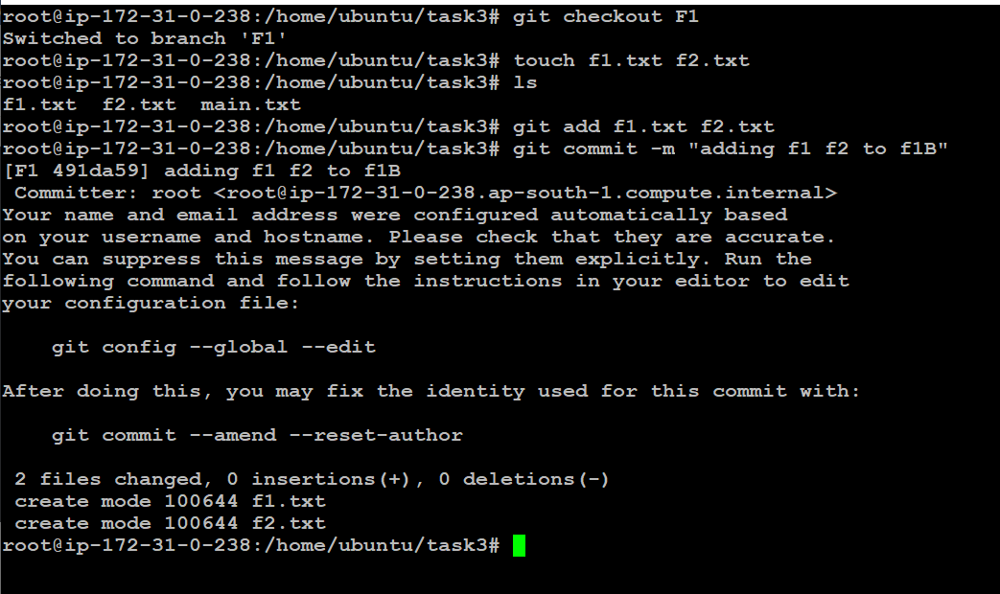 root@ip-172-31-0-238:/home/ubuntu/task3# git checkout F1
Switched to branch 'F1'
root@ip-172-31-0-238:/home/ubuntu/task3# touch f1.txt f2.txt
root@ip-172-31-0-238:/home/ubuntu/task3# ls
f1.txt  f2.txt  main.txt
root@ip-172-31-0-238:/home/ubuntu/task3# git add f1.txt f2.txt
root@ip-172-31-0-238:/home/ubuntu/task3# git commit -m "adding f1 f2 to f1B"
[F1 491da59] adding f1 f2 to f1B
 Committer: root <root@ip-172-31-0-238.ap-south-1.compute.internal>
Your name and email address were configured automatically based
on your username and hostname. Please check that they are accurate.
You can suppress this message by setting them explicitly. Run the
following command and follow the instructions in your editor to edit
your configuration file:
    git config --global --edit
After doing this, you may fix the identity used for this commit with:
    git commit --amend --reset-author
 2 files changed, 0 insertions(+), 0 deletions(-)
 create mode 100644 f1.txt
 create mode 100644 f2.txt
root@ip-172-31-0-238:/home/ubuntu/task3#